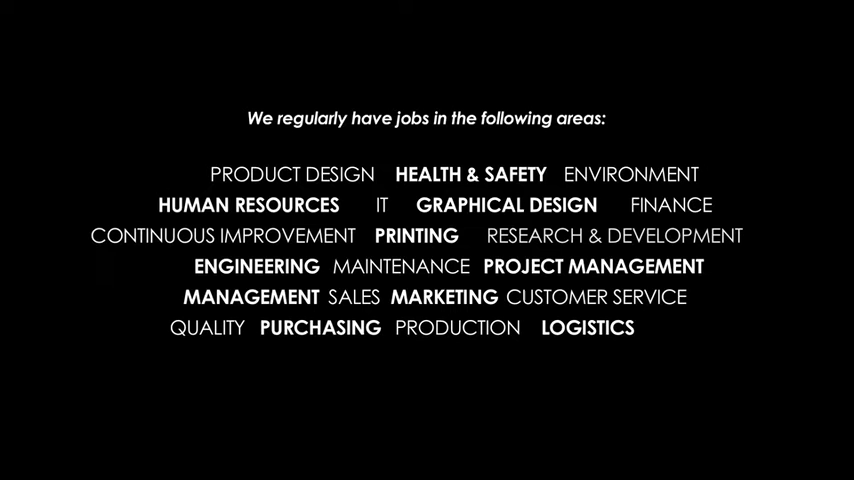 We regularly have jobs in the following areas:
PRODUCT DESIGN HEALTH & SAFETY ENVIRONMENT
HUMAN RESOURCES IT GRAPHICAL DESIGN FINANCE
CONTINUOUS IMPROVEMENT PRINTING RESEARCH & DEVELOPMENT
ENGINEERING MAINTENANCE PROJECT MANAGEMENT
MANAGEMENT SALES MARKETING CUSTOMER SERVICE
QUALITY PURCHASING PRODUCTION LOGISTICS